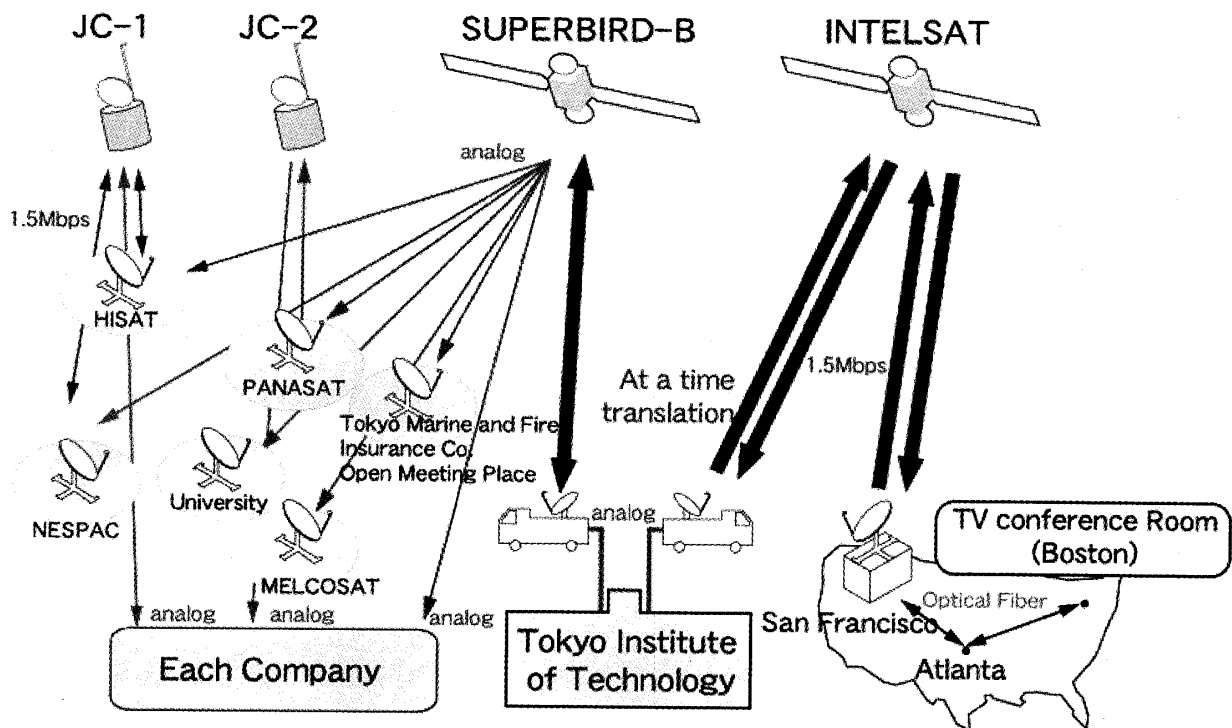 JC-1
JC-2
SUPERBIRD-B
INTELSAT
analog
1.5Mbps
HISAT
PANASAT
1.5Mbps
At a time
translation
Tokyo Marine and Fire
Insurance Co.
Open Meeting Place
University
NESPAC
analog
TV conference Room
(Boston)
MELCOSAT
Optical Fiber
analog
analog
analog
San Francisco
Tokyo Institute
of Technology
Each Company
Atlanta